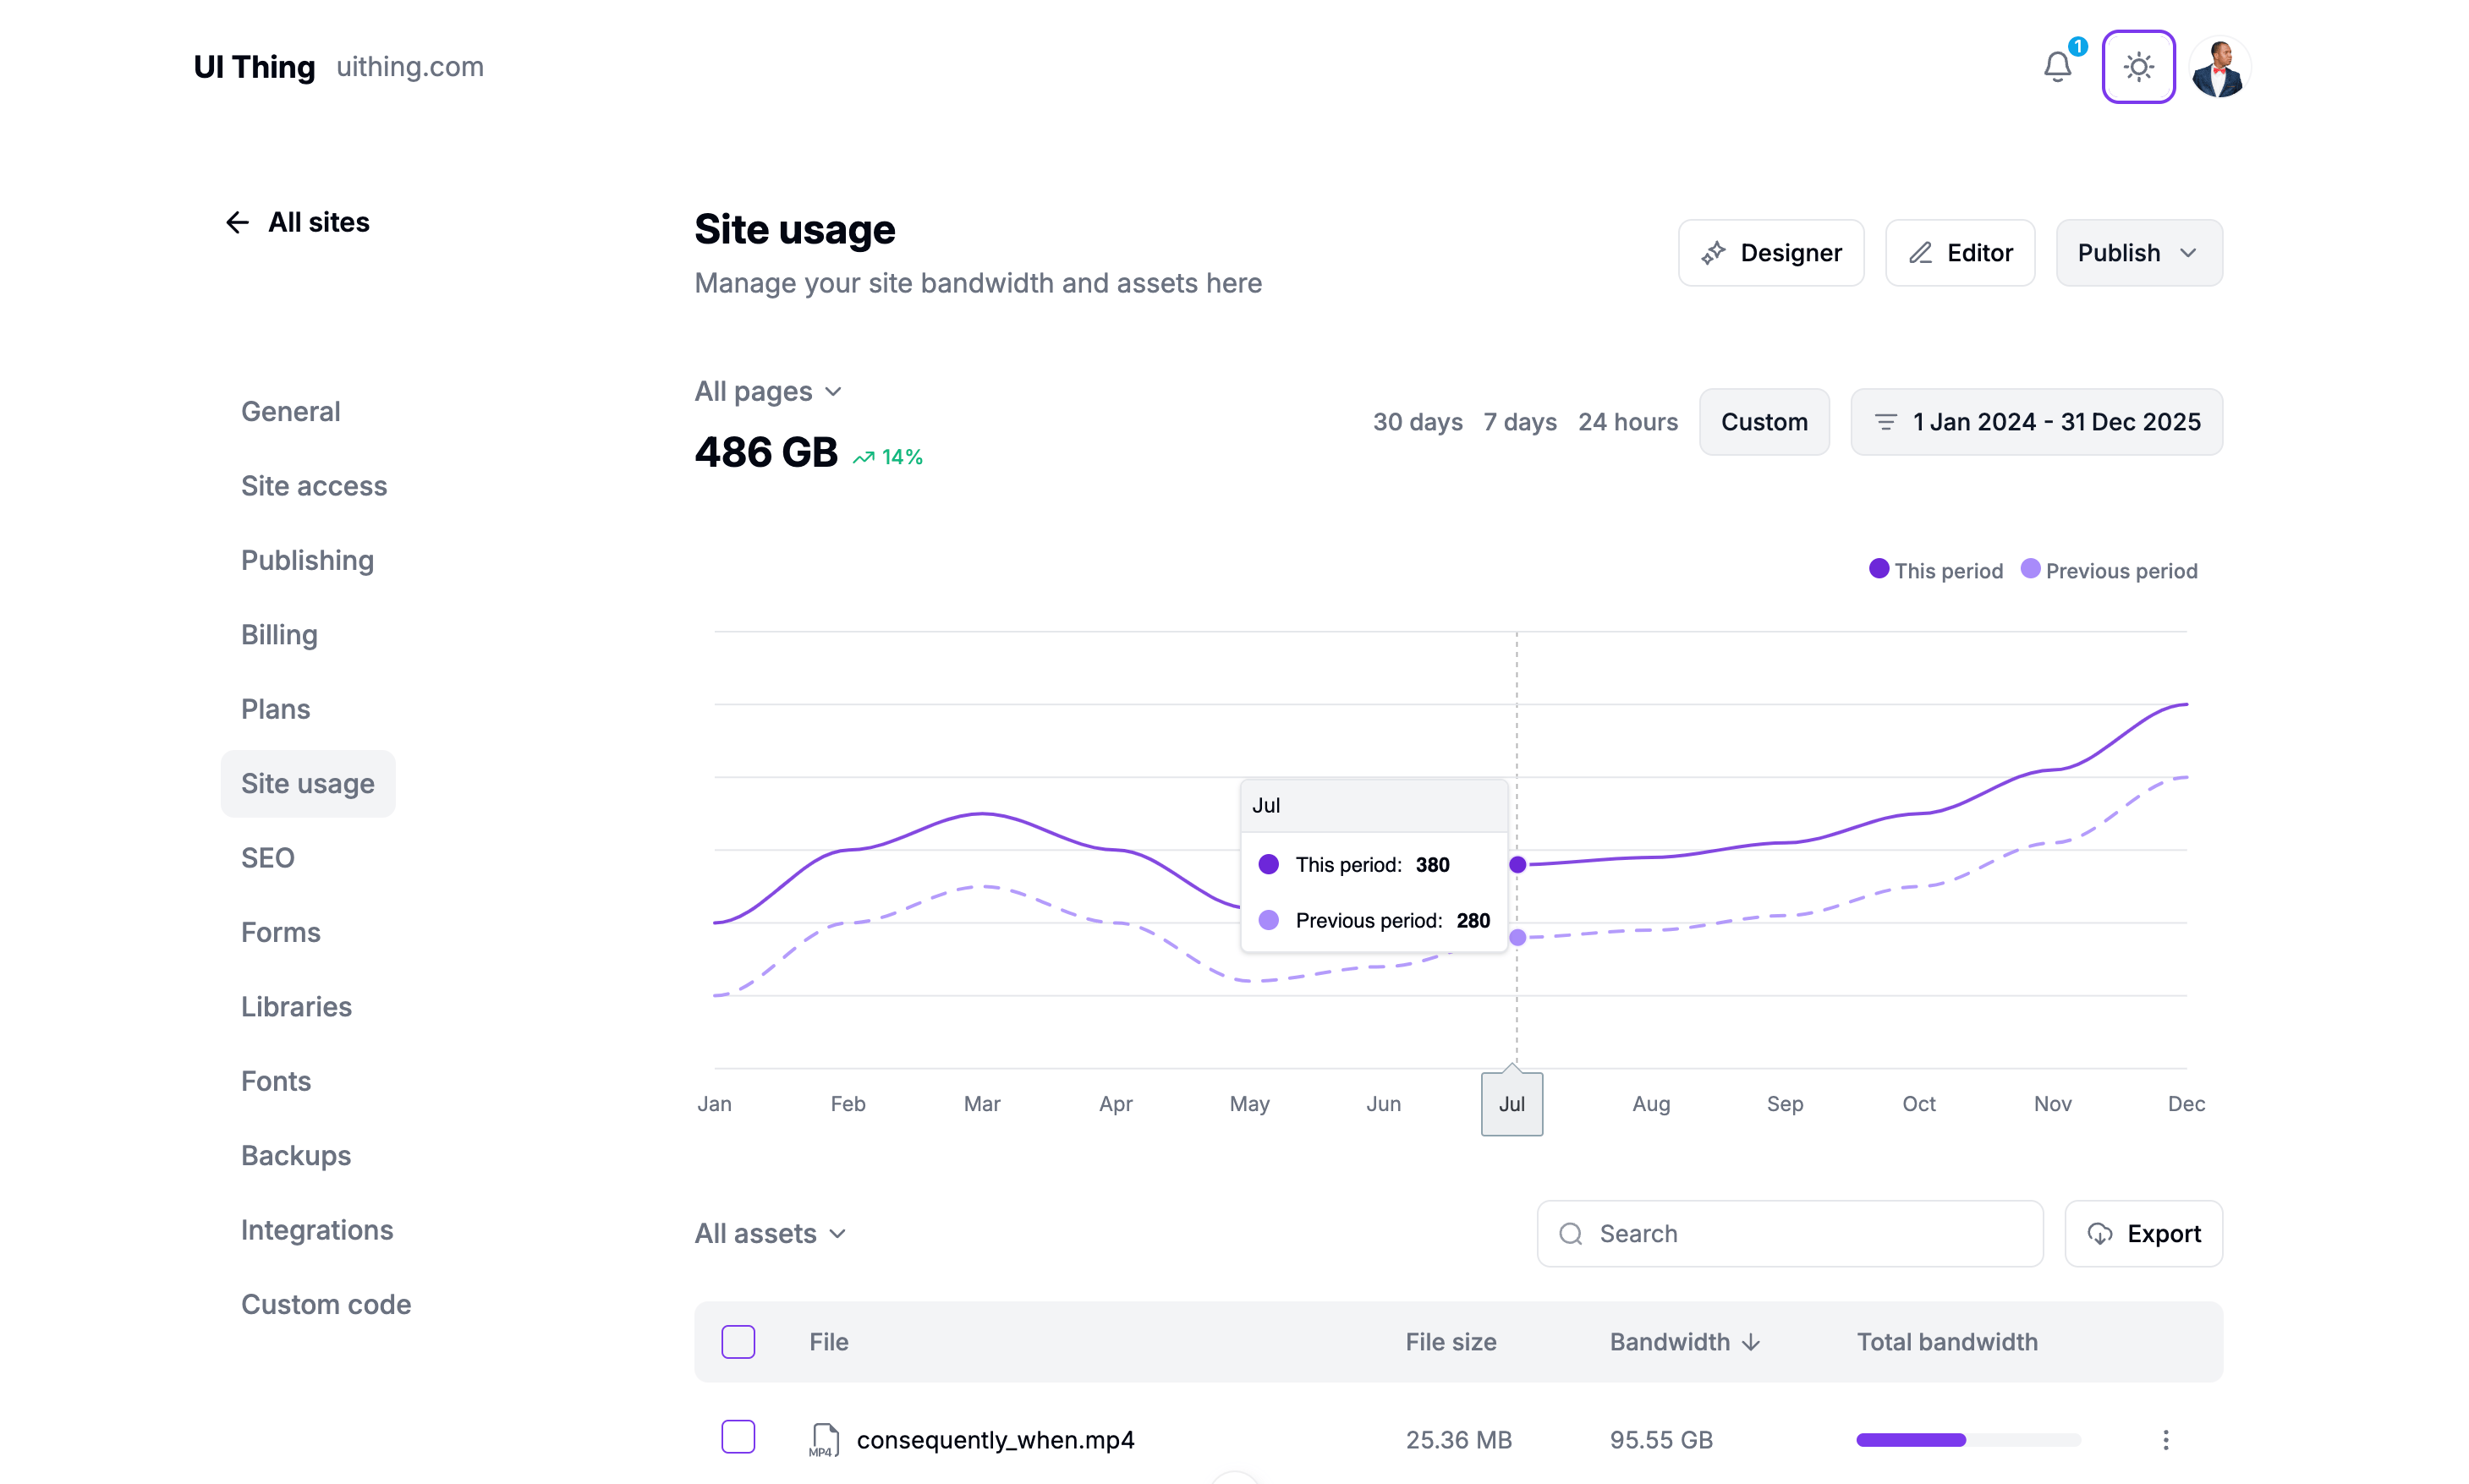 UI Thing uithing.com
1
All sites
Site usage
Manage your site bandwidth and assets here
Designer
Editor
Publish
General
Site access
Publishing
Billing
Plans
Site usage
SEO
Forms
Libraries
Fonts
Backups
Integrations
Custom code
All pages
486 GB 14%
30 days 7 days 24 hours Custom 1 Jan 2024 - 31 Dec 2025
This period Previous period
Jul
This period: 380
Previous period: 280
Jan Feb Mar Apr May Jun Jul Aug Sep Oct Nov Dec
All assets
Search
Export
File File size Bandwidth Total bandwidth
MP4 consequently_when.mp4 25.36 MB 95.55 GB